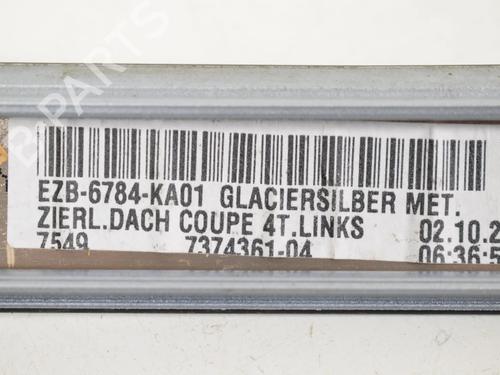 B PARTS
EZB-6784-KA01 GLACIERSILBER MET.
ZIERL.DACH COUPE 4T.LINKS 02.10.2
7549 7374361-04 06:36:5